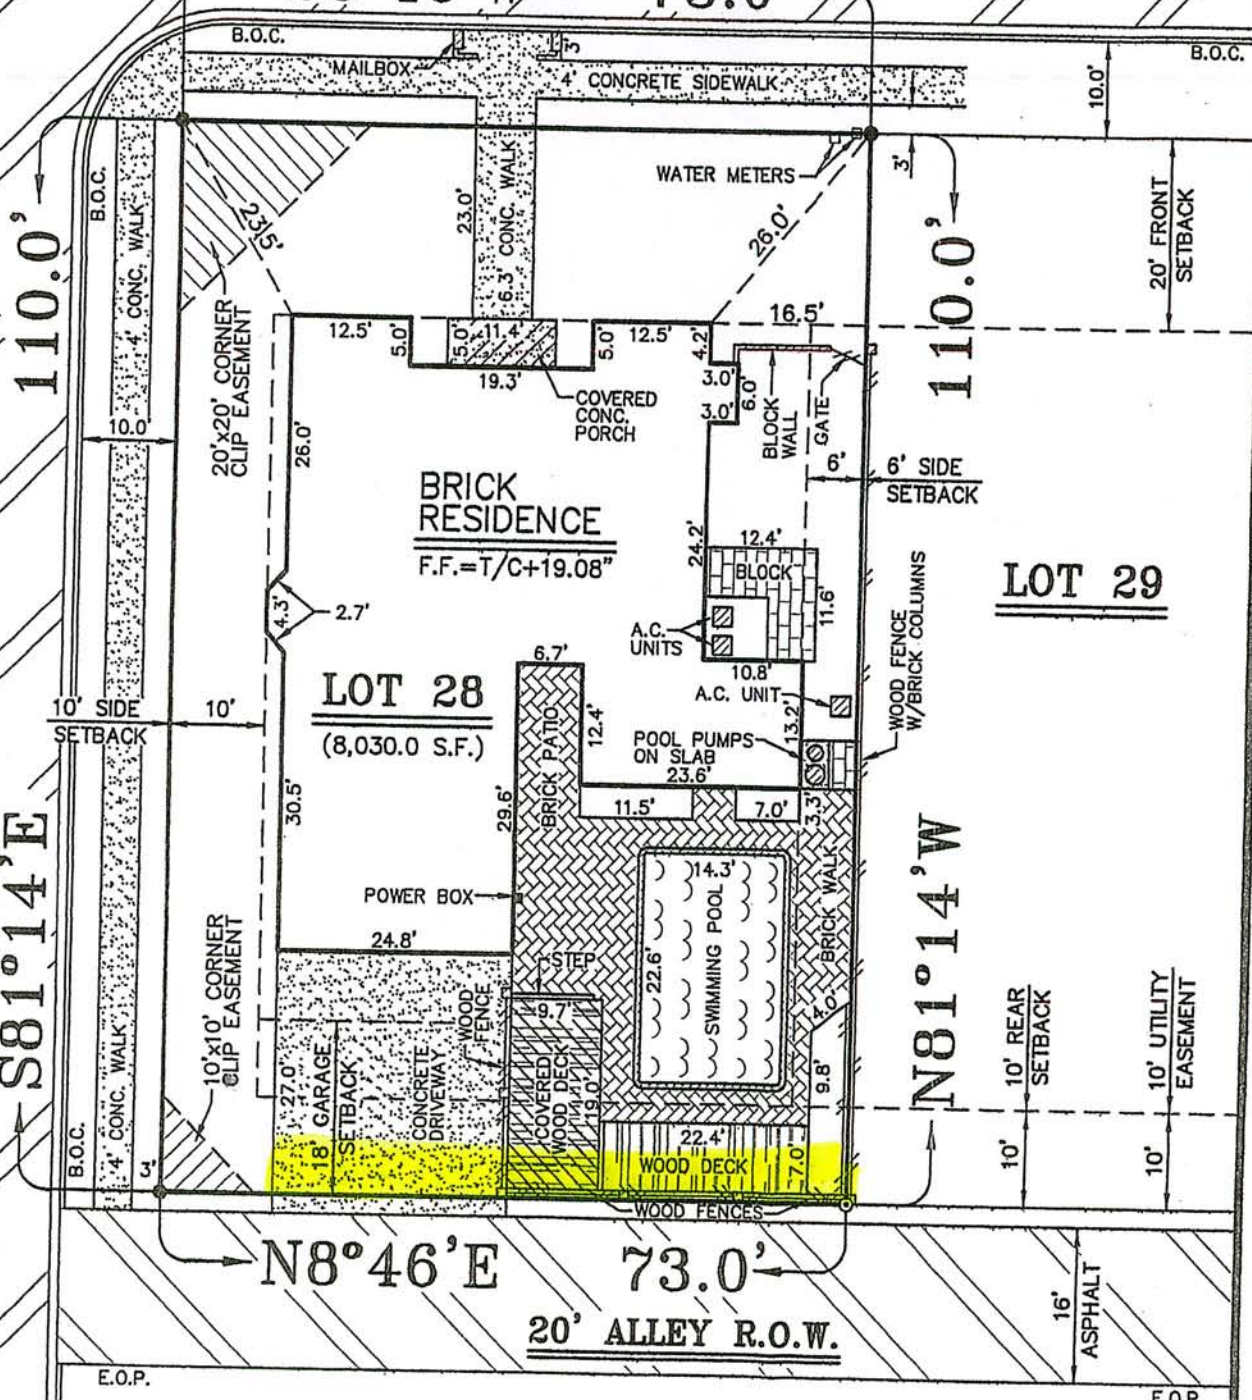 73.0'
B.O.C.
B.O.C.
MAILBOX
3'
4' CONCRETE SIDEWALK
10.0'
WATER METERS
3'
B.O.C.
4' CONC. WALK
23.5'
23.0'
6.3' CONC. WALK
26.0'
20' FRONT
SETBACK
110.0'
110.0'
20'x20' CORNER
CLIP EASEMENT
12.5'
5.0'
5.0'
11.4'
5.0'
12.5'
4.2'
16.5'
19.3'
3.0'
6.0'
3.0'
COVERED
CONC.
PORCH
BLOCK
WALL
GATE
10.0'
26.0'
6'
6' SIDE
SETBACK
BRICK
RESIDENCE
F.F.=T/C+19.08"
24.2'
12.4'
BLOCK
11.6'
WOOD FENCE
W/BRICK COLUMNS
LOT 29
4.3'
2.7'
A.C.
UNITS
10.8'
6.7'
A.C. UNIT
LOT 28
(8,030.0 S.F.)
10' SIDE
SETBACK
10'
BRICK PATIO
12.4'
13.2'
POOL PUMPS
ON SLAB
23.6'
30.5'
29.6'
11.5'
7.0'
3.3'
S81°14'E
N81°14'W
14.3'
SWIMMING POOL
22.6'
BRICK WALK
POWER BOX
24.8'
STEP
10'x10' CORNER
CLIP EASEMENT
WOOD
FENCE
9.7'
4.0'
9.8'
10' REAR
SETBACK
10' UTILITY
EASEMENT
27.0'
18' GARAGE
SETBACK
CONCRETE
DRIVEWAY
COVERED
WOOD DECK
19.0'
22.4'
WOOD DECK
7.0'
10'
10'
B.O.C.
4' CONC. WALK
3'
WOOD FENCES
N8°46'E
73.0'
20' ALLEY R.O.W.
16'
ASPHALT
E.O.P.